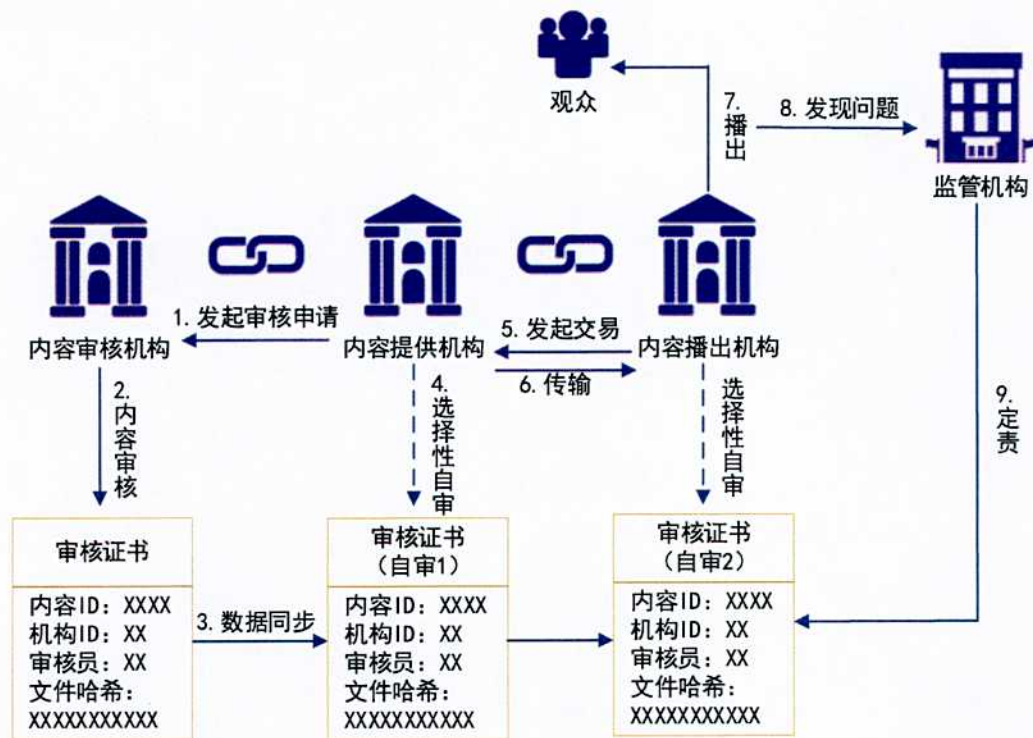 观众
7.播出
8. 发现问题
监管机构
1. 发起审核申请
5. 发起交易
内容审核机构
内容提供机构
内容播出机构
6. 传输
2.内容审核
4.选择性自审
选择性自审
9.定责
审核证书
审核证书
（自审1）
审核证书
（自审2）
内容ID：XXXX
机构ID：XX
审核员：XX
文件哈希：
XXXXXXXXXXX
3. 数据同步
内容ID：XXXX
机构ID：XX
审核员：XX
文件哈希：
XXXXXXXXXXX
内容ID：XXXX
机构ID：XX
审核员：XX
文件哈希：
XXXXXXXXXXX